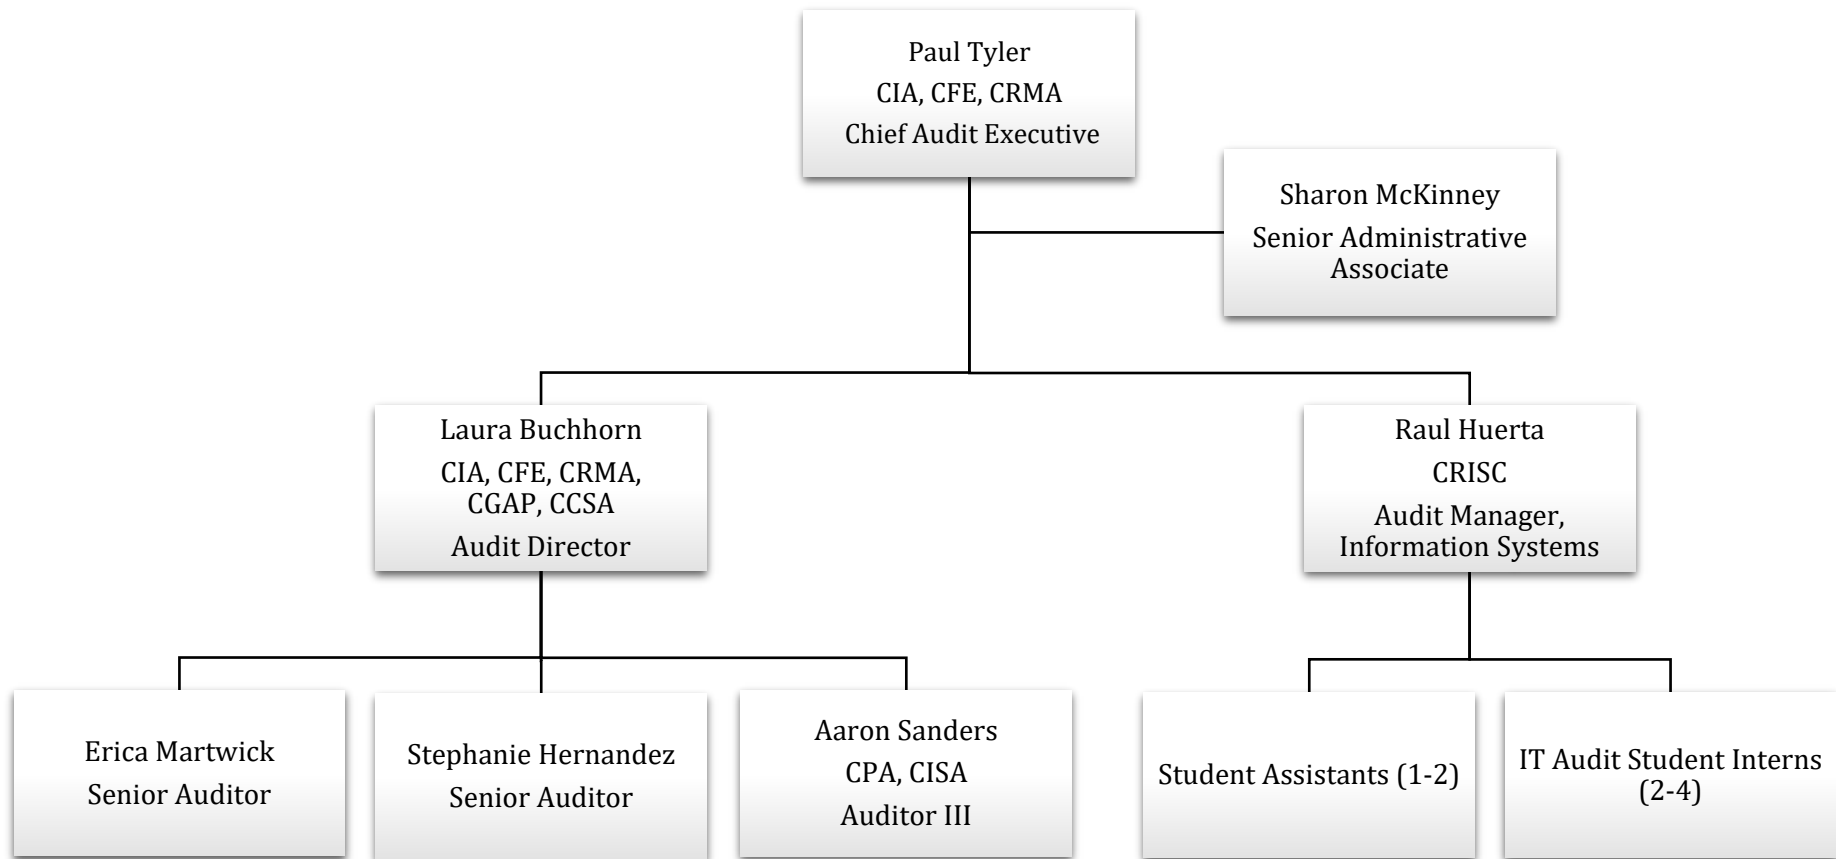 Paul Tyler
CIA, CFE, CRMA
Chief Audit Executive
Sharon McKinney
Senior Administrative
Associate
Laura Buchhorn
CIA, CFE, CRMA,
CGAP, CCSA
Audit Director
Raul Huerta
CRISC
Audit Manager,
Information Systems
Erica Martwick
Senior Auditor
Stephanie Hernandez
Senior Auditor
Aaron Sanders
CPA, CISA
Auditor III
Student Assistants (1-2)
IT Audit Student Interns
(2-4)